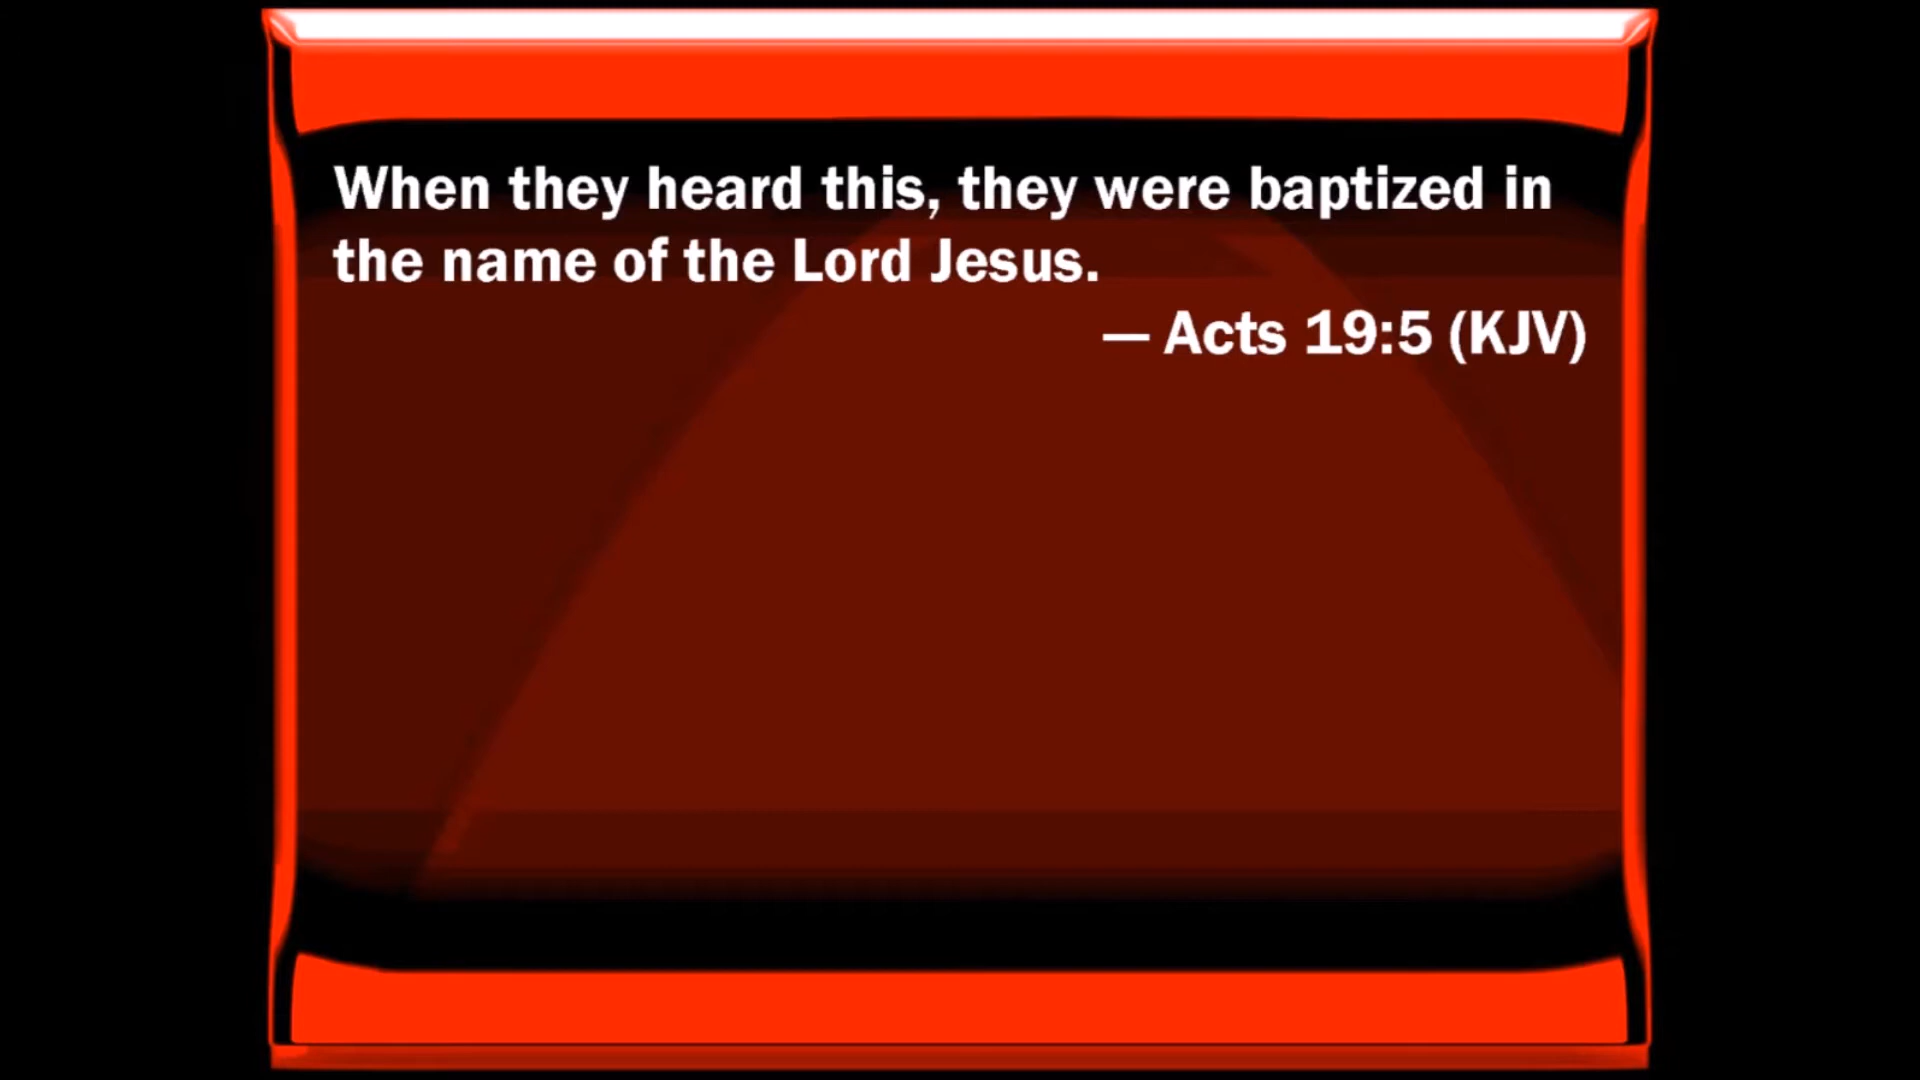 When they heard this, they were baptized in
the name of the Lord Jesus.
— Acts 19:5 (KJV)